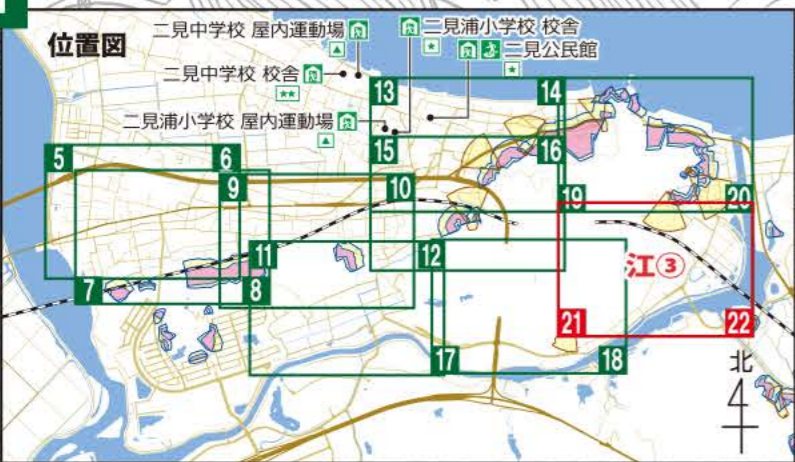 位置図
二見中学校 屋内運動場
▲
二見浦小学校 校舎
★
二見公民館
★
二見中学校 校舎
★★
二見浦小学校 屋内運動場
▲
13
14
15
16
5
6
9
10
19
20
11
12
江③
7
8
21
22
17
18
北